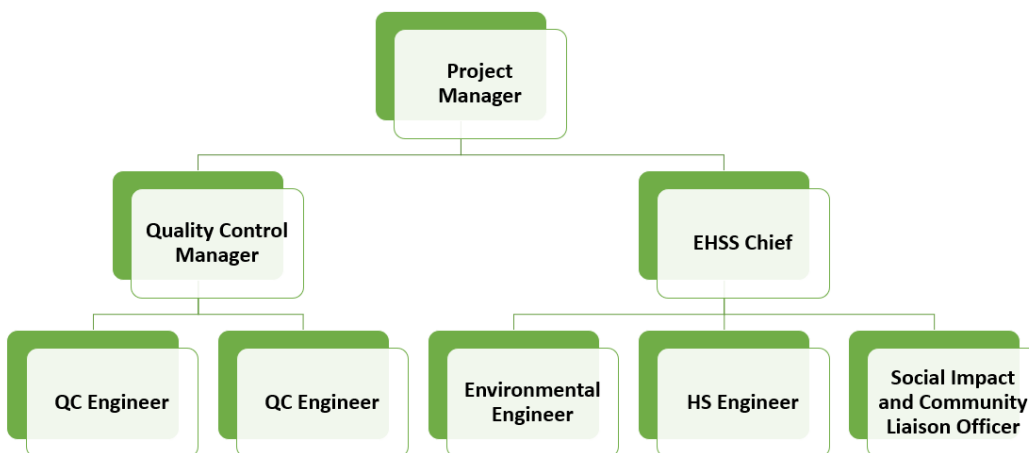 Project
Manager
Quality Control
Manager
EHSS Chief
QC Engineer
QC Engineer
Environmental
Engineer
HS Engineer
Social Impact
and Community
Liaison Officer